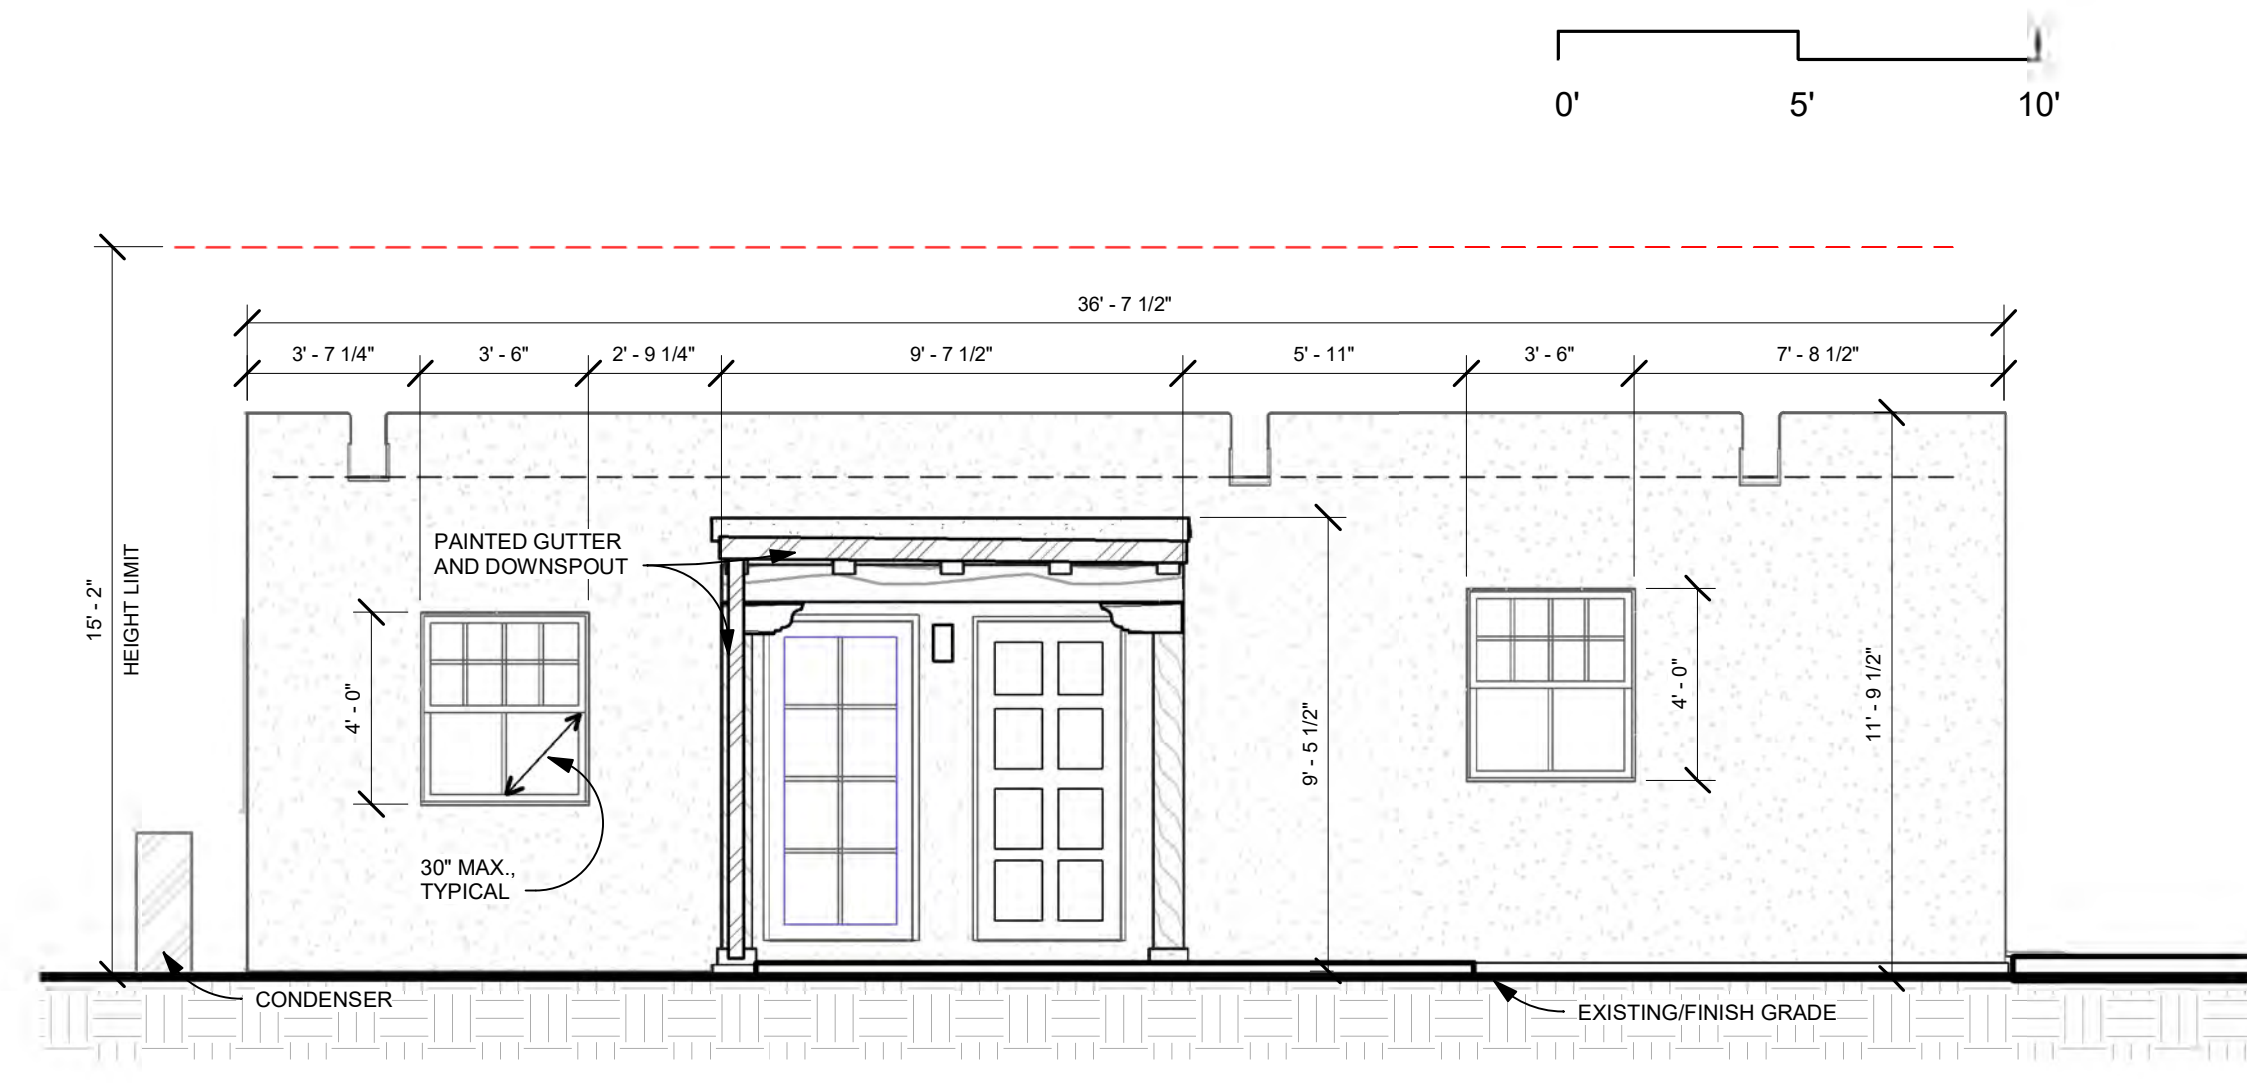 0' 5' 10'
36' - 7 1/2"
3' - 7 1/4" 3' - 6" 2' - 9 1/4" 9' - 7 1/2" 5' - 11" 3' - 6" 7' - 8 1/2"
15' - 2"
HEIGHT LIMIT
PAINTED GUTTER
AND DOWNSPOUT
4' - 0"
30" MAX.,
TYPICAL
9' - 5 1/2"
4' - 0"
11' - 9 1/2"
CONDENSER
EXISTING/FINISH GRADE